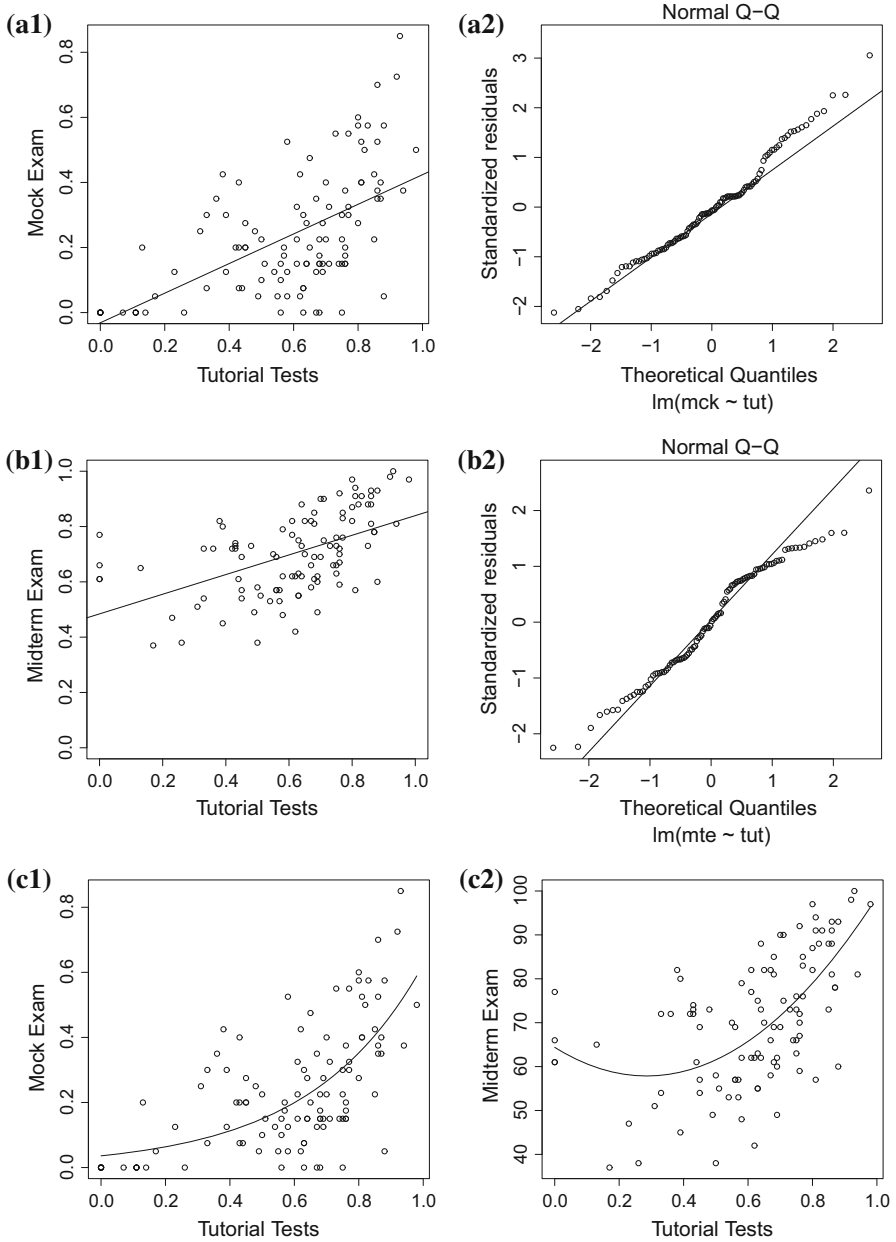 (a1)
0.8
0.6
0.4
0.2
0.0
Mock Exam
0.0 0.2 0.4 0.6 0.8 1.0
Tutorial Tests
(a2)
Normal Q−Q
3
2
1
0
−1
−2
Standardized residuals
−2 −1 0 1 2
Theoretical Quantiles
lm(mck ~ tut)
(b1)
1.0
0.8
0.6
0.4
0.2
0.0
Midterm Exam
0.0 0.2 0.4 0.6 0.8 1.0
Tutorial Tests
(b2)
Normal Q−Q
2
1
0
−1
−2
Standardized residuals
−2 −1 0 1 2
Theoretical Quantiles
lm(mte ~ tut)
(c1)
0.8
0.6
0.4
0.2
0.0
Mock Exam
0.0 0.2 0.4 0.6 0.8 1.0
Tutorial Tests
(c2)
100
90
80
70
60
50
40
Midterm Exam
0.0 0.2 0.4 0.6 0.8 1.0
Tutorial Tests